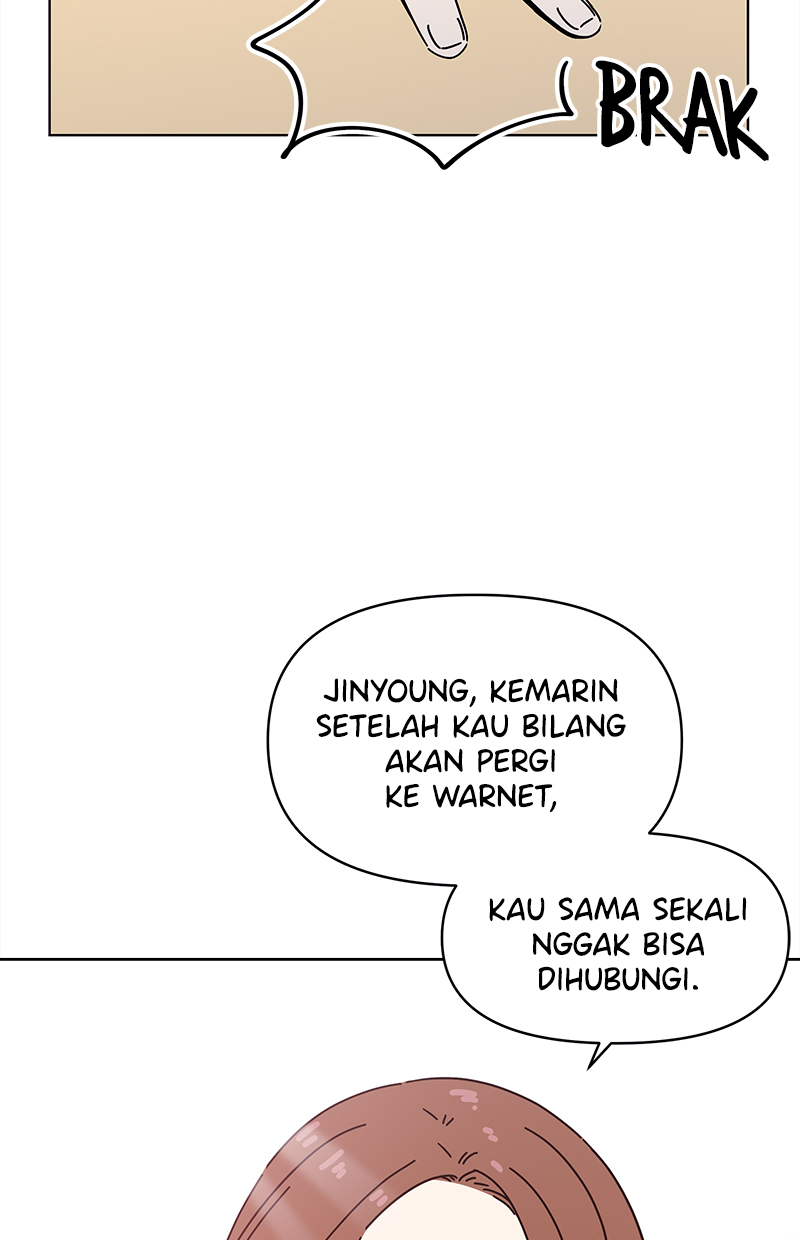 BRAK
JINYOUNG, KEMARIN
SETELAH KAU BILANG
AKAN PERGI
KE WARNET,
KAU SAMA SEKALI
NGGAK BISA
DIHUBUNGI.